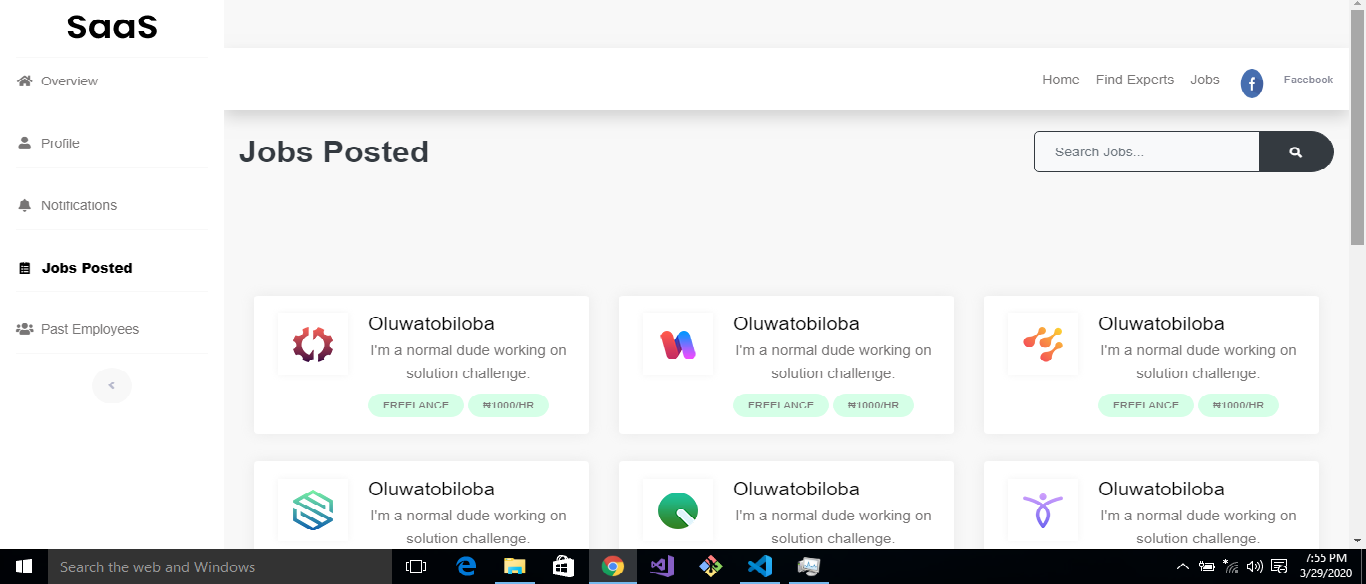 SaaS
Overview
Profile
Notifications
Jobs Posted
Past Employees
Home Find Experts Jobs Facebook
Jobs Posted
Search Jobs...
Oluwatobiloba
I'm a normal dude working on
solution challenge.
FREELANCE ₦1000/HR
Oluwatobiloba
I'm a normal dude working on
solution challenge.
FREELANCE ₦1000/HR
Oluwatobiloba
I'm a normal dude working on
solution challenge.
FREELANCE ₦1000/HR
Oluwatobiloba
I'm a normal dude working on
solution challenge.
Oluwatobiloba
I'm a normal dude working on
solution challenge.
Oluwatobiloba
I'm a normal dude working on
solution challenge.
Search the web and Windows
7:55 PM
3/29/2020